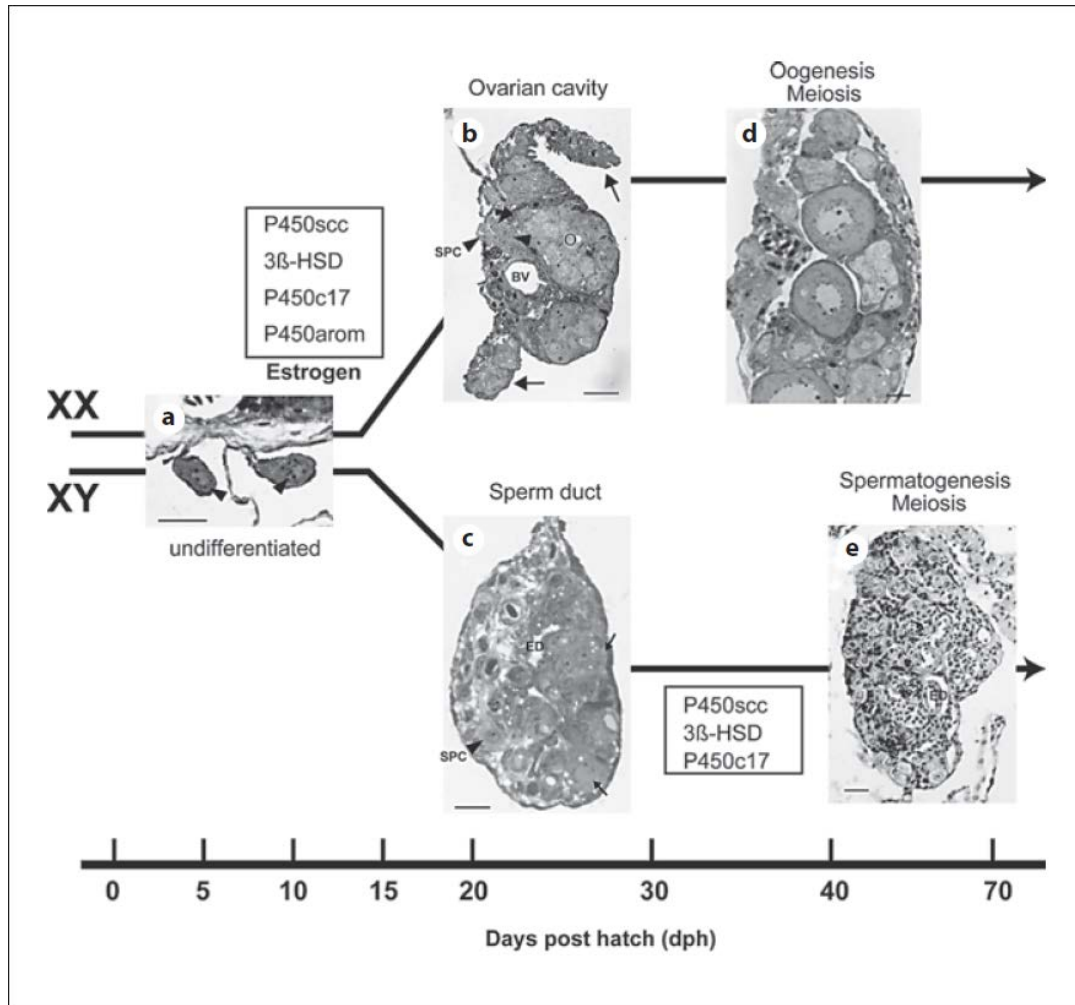 Ovarian cavity
Oogenesis
Meiosis
b
d
P450scc
3ß-HSD
P450c17
P450arom
Estrogen
SPC
O
BV
XX
a
XY
undifferentiated
Sperm duct
Spermatogenesis
Meiosis
c
e
ED
SPC
ED
P450scc
3ß-HSD
P450c17
0 5 10 15 20 30 40 70
Days post hatch (dph)